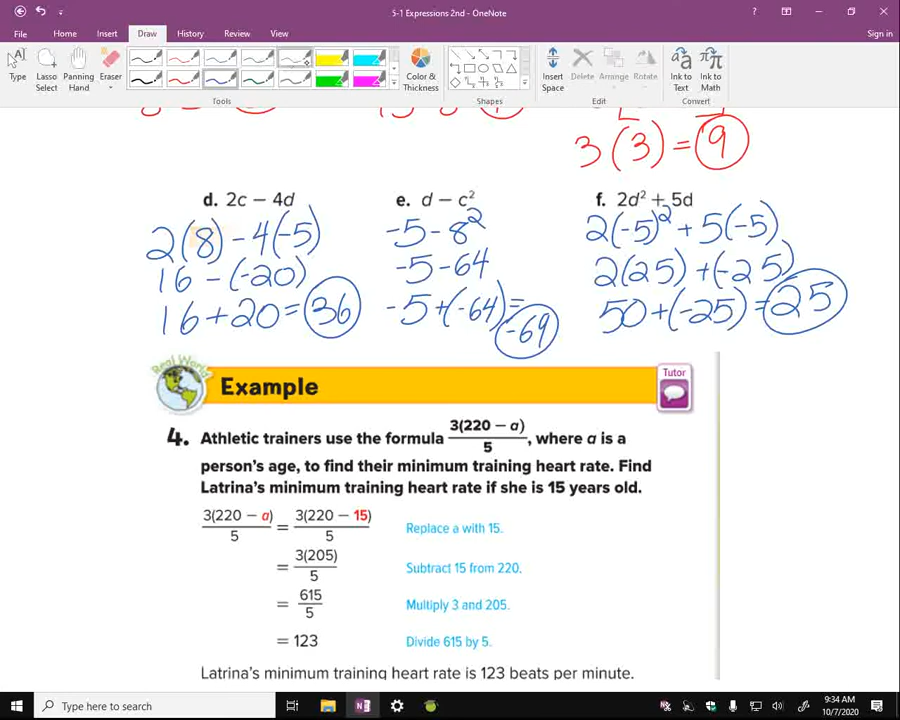 5-1 Expressions 2nd - OneNote
Sign in
File Home Insert Draw History Review View
Type Lasso Select Panning Hand Eraser Color & Thickness Insert Space Delete Arrange Rotate Ink to Text Ink to Math
Tools Shapes Edit Convert
3 (3) = 9
d. 2c − 4d e. d − c² f. 2d² + 5d
2(8) − 4(-5) -5 - 8² 2(-5)² + 5(-5)
16 − (-20) -5 - 64 2(25) + (-25)
16 + 20 = 36 -5 + (-64) = -69 50 + (-25) = 25
Real World
Example
Tutor
4. Athletic trainers use the formula 3(220 − a)/5, where a is a
person's age, to find their minimum training heart rate. Find
Latrina's minimum training heart rate if she is 15 years old.
3(220 − a)/5 = 3(220 − 15)/5 Replace a with 15.
= 3(205)/5 Subtract 15 from 220.
= 615/5 Multiply 3 and 205.
= 123 Divide 615 by 5.
Latrina's minimum training heart rate is 123 beats per minute.
Type here to search
9:34 AM
10/7/2020